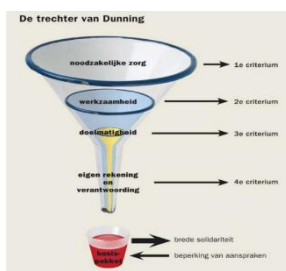 De trechter van Dunning
noodzakelijke zorg
1e criterium
werkzaamheid
2e criterium
doelmatigheid
3e criterium
eigen rekening
en
verantwoording
4e criterium
basis-
pakket
brede solidariteit
beperking van aanspraken